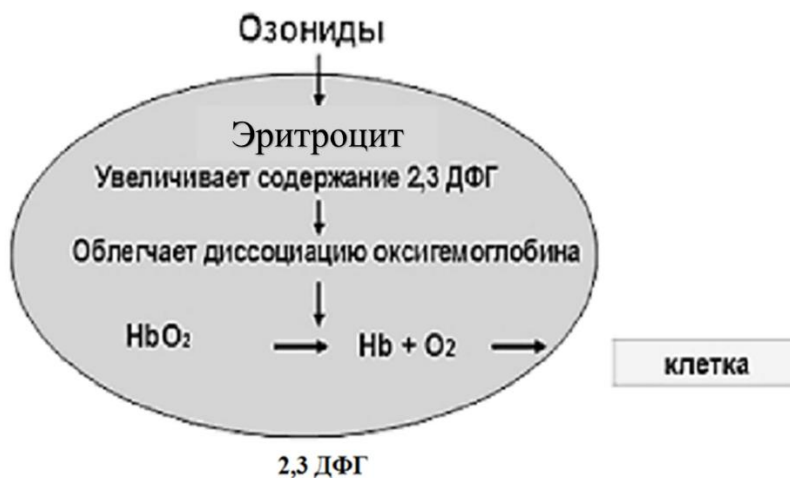 Озониды
Эритроцит
Увеличивает содержание 2,3 ДФГ
Облегчает диссоциацию оксигемоглобина
HbO₂ Hb + O₂
клетка
2,3 ДФГ